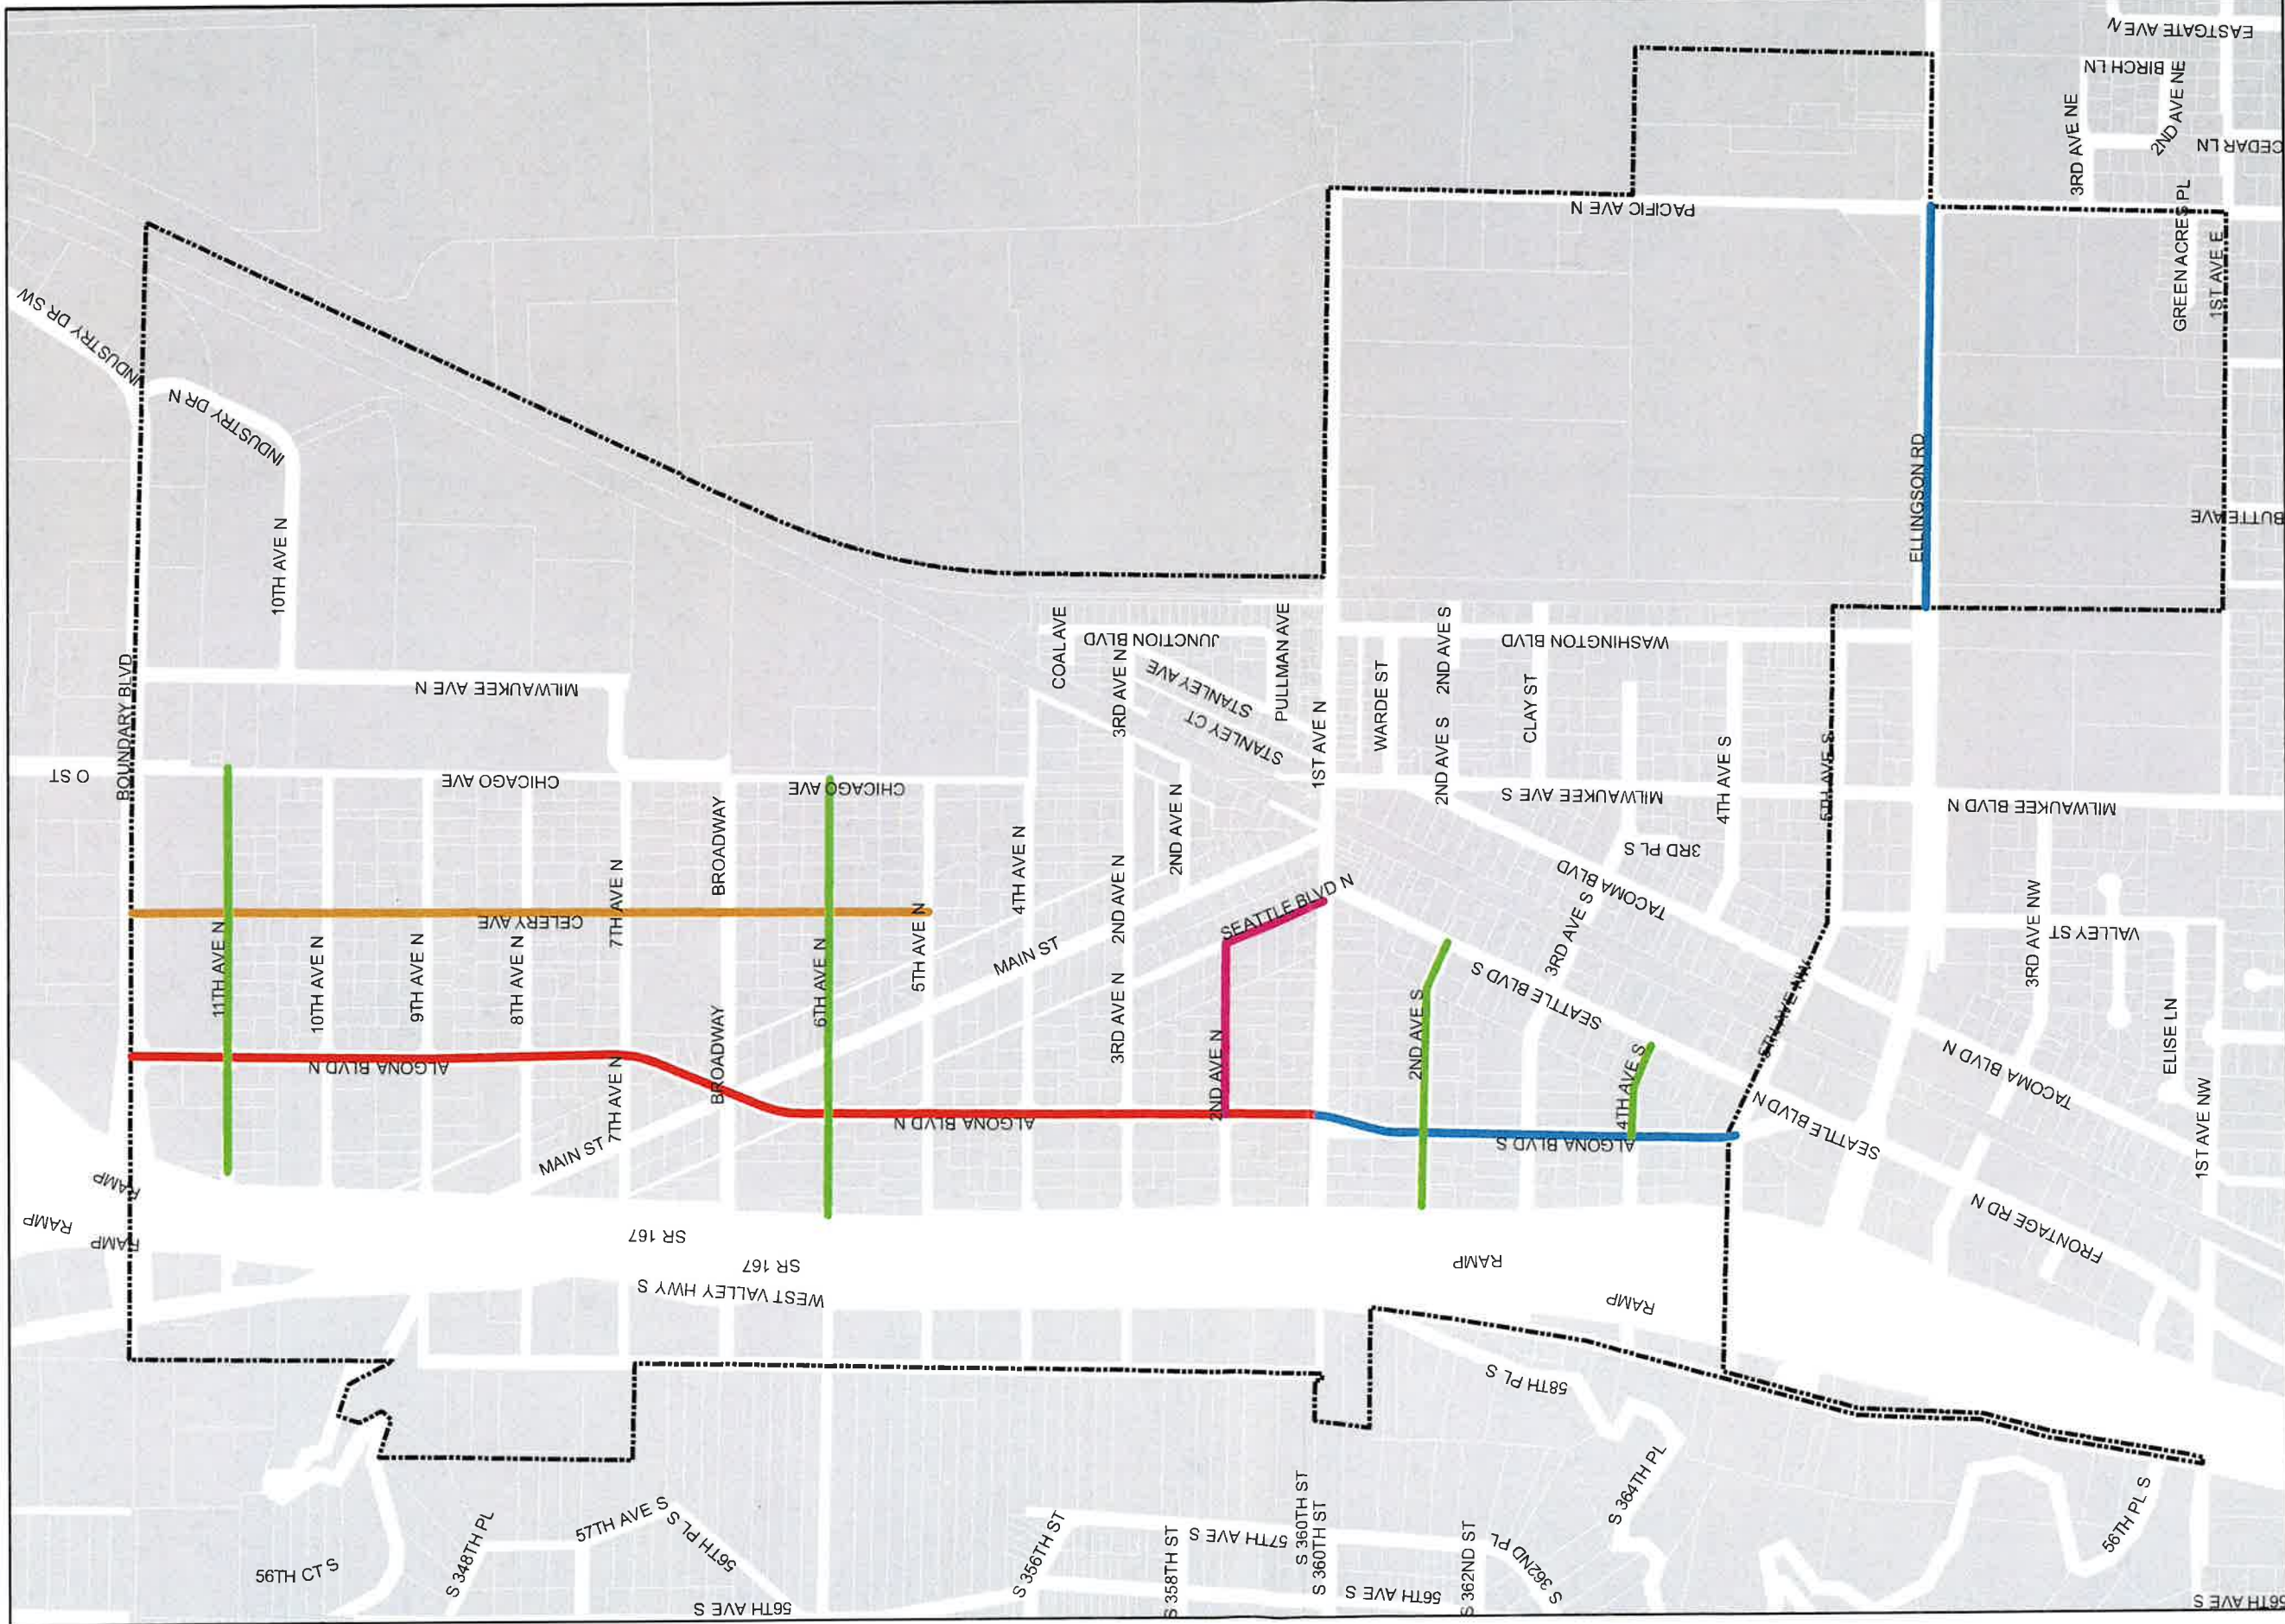 EASTGATE AVE N
BIRCH LN
2ND AVE NE
3RD AVE NE
CEDAR LN
GREEN ACRES PL
1ST AVE E
PACIFIC AVE N
INDUSTRY DR SW
INDUSTRY DR N
10TH AVE N
ELLINGSON RD
BUTTE AVE
BOUNDARY BLVD
MILWAUKEE AVE N
COAL AVE
JUNCTION BLVD
3RD AVE N
STANLEY AVE
STANLEY CT
PULLMAN AVE
1ST AVE N
WARDE ST
2ND AVE S
2ND AVE S
CLAY ST
WASHINGTON BLVD
O ST
CHICAGO AVE
CHICAGO AVE
2ND AVE N
MILWAUKEE AVE S
4TH AVE S
5TH AVE S
MILWAUKEE BLVD N
3RD PL S
TACOMA BLVD
BROADWAY
7TH AVE N
4TH AVE N
2ND AVE N
SEATTLE BLVD N
CELERY AVE
11TH AVE N
10TH AVE N
9TH AVE N
8TH AVE N
6TH AVE N
5TH AVE N
MAIN ST
3RD AVE N
3RD AVE S
SEATTLE BLVD S
3RD AVE NW
VALLEY ST
5TH AVE NW
ELISE LN
TACOMA BLVD N
ALGONA BLVD N
BROADWAY
7TH AVE N
2ND AVE N
2ND AVE S
4TH AVE S
ALGONA BLVD N
ALGONA BLVD S
SEATTLE BLVD N
1ST AVE NW
MAIN ST
RAMP
RAMP
RAMP
SR 167
SR 167
WEST VALLEY HWY S
RAMP
RAMP
FRONTAGE RD N
58TH PL S
S 364TH PL
56TH PL S
56TH CT S
S 348TH PL
57TH AVE S
56TH PL S
56TH AVE S
S 356TH ST
S 358TH ST
57TH AVE S
S 360TH ST
S 360TH ST
56TH AVE S
S 362ND ST
S 362ND PL
56TH AVE S